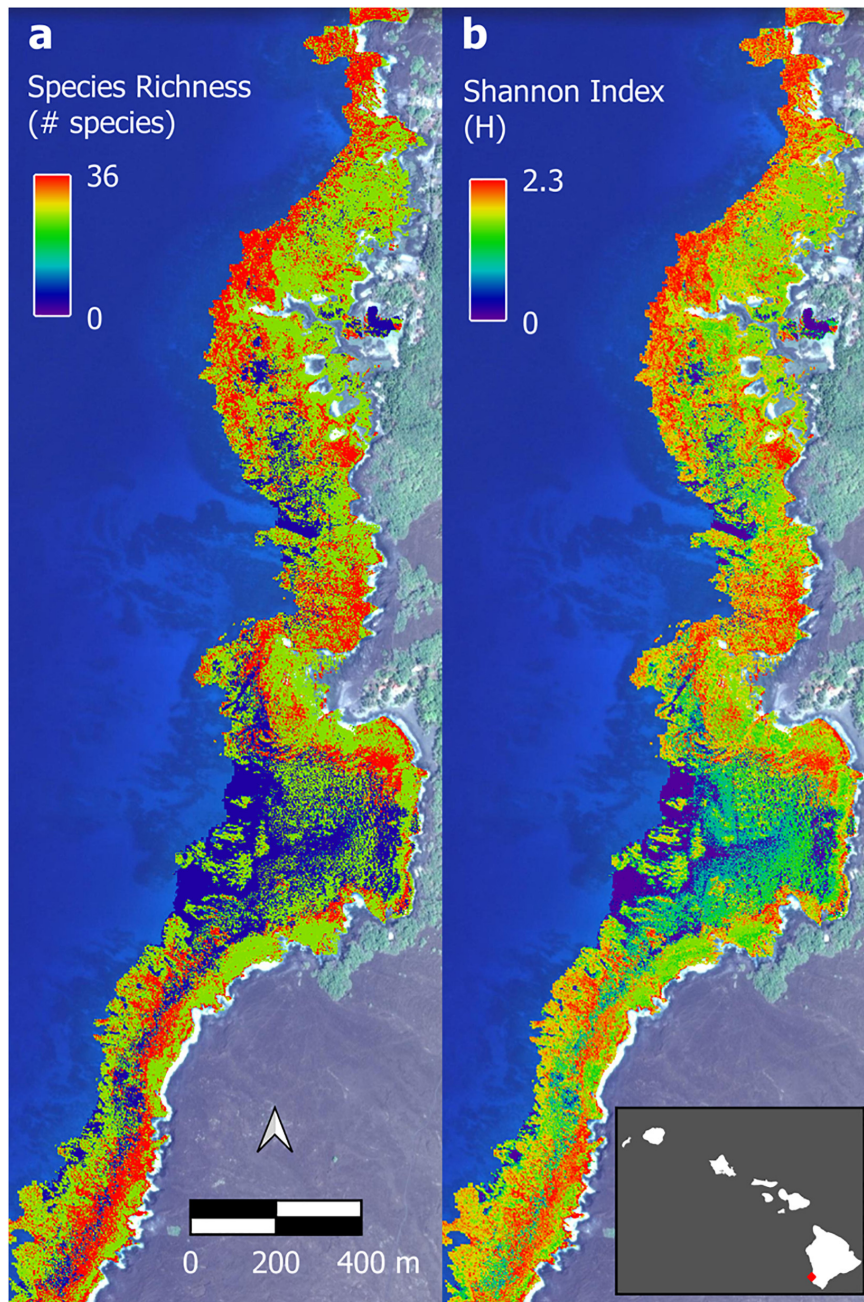 a
Species Richness
(# species)
36
0
b
Shannon Index
(H)
2.3
0
0 200 400 m